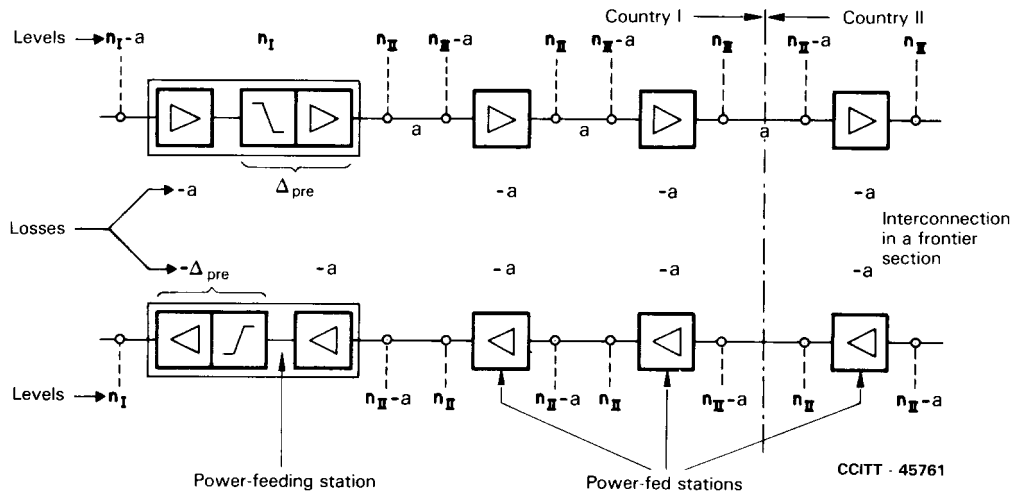 Country I
Country II
Levels
n_I-a
n_I
n_II
n_II-a
n_II
n_II-a
n_II
n_II-a
n_II
a
a
a
Δ_pre
-a
-a
-a
-a
Losses
Interconnection
in a frontier
section
-Δ_pre
-a
-a
-a
-a
Levels
n_I
n_II-a
n_II
n_II-a
n_II
n_II-a
n_II
n_II-a
Power-feeding station
Power-fed stations
CCITT - 45761